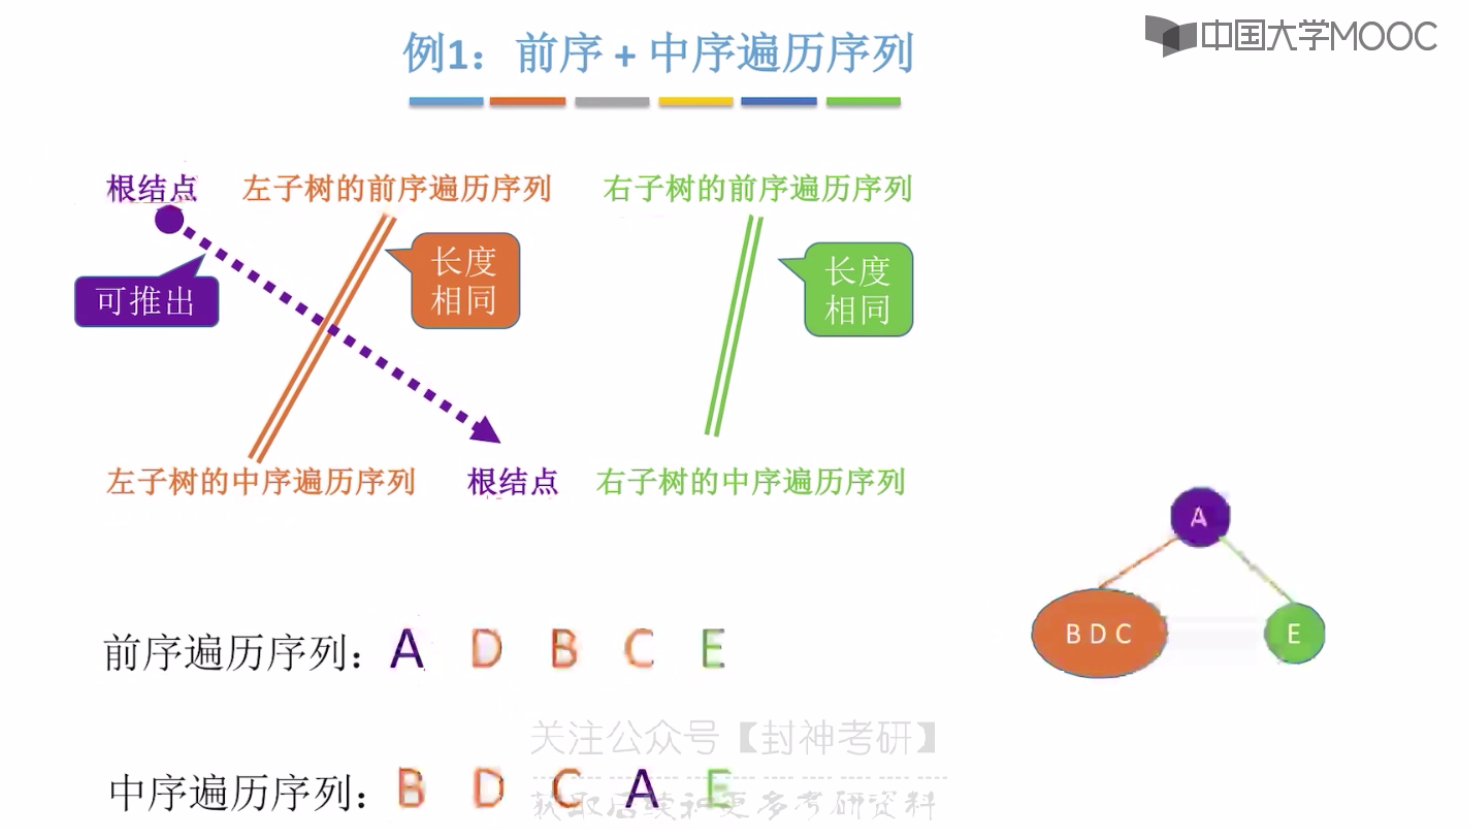 中国大学MOOC
例1：前序 + 中序遍历序列
根结点 左子树的前序遍历序列 右子树的前序遍历序列
长度
相同
长度
相同
可推出
左子树的中序遍历序列 根结点 右子树的中序遍历序列
A
B D C
E
前序遍历序列：A D B C E
关注公众号【封神考研】
中序遍历序列：B D C A E
获取后续和更多考研资料